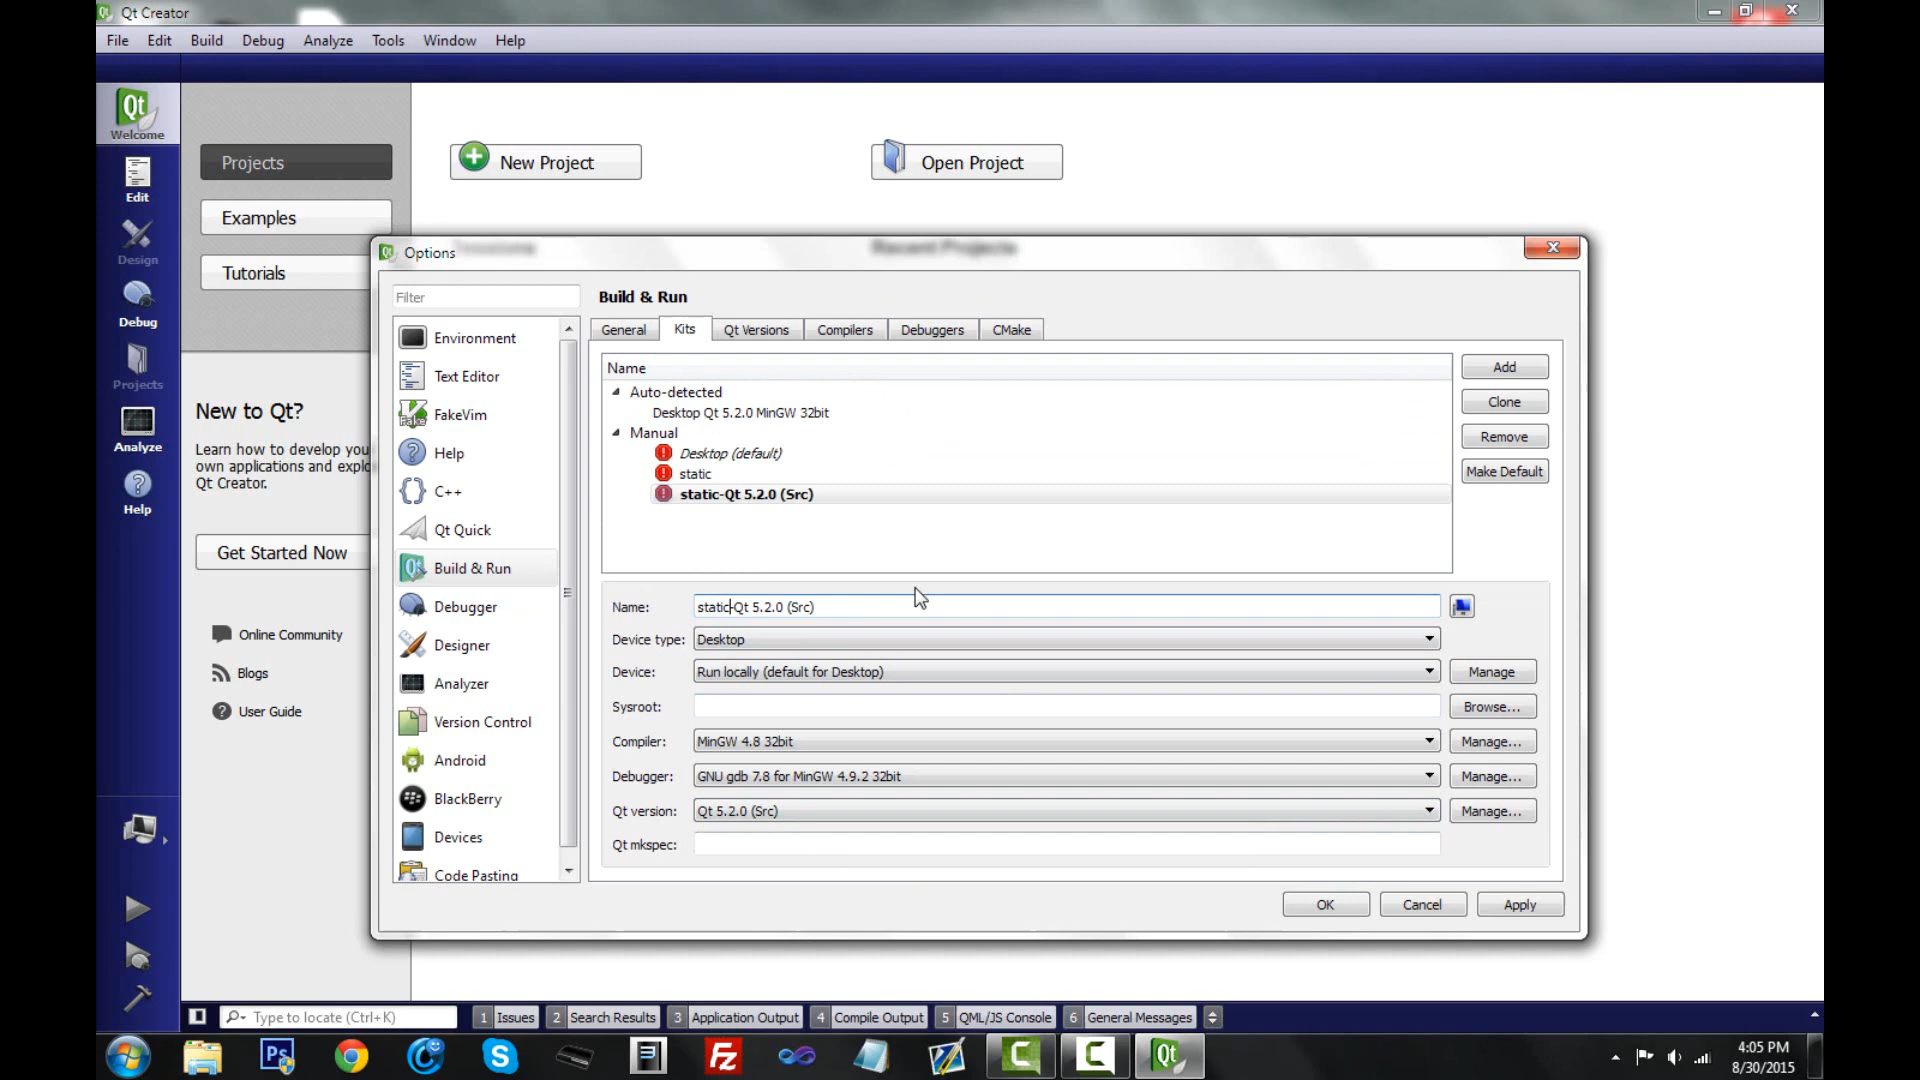 Qt Creator
File Edit Build Debug Analyze Tools Window Help
Qt
Welcome
Edit
Design
Debug
Projects
Analyze
Help
Projects
Examples
Tutorials
New to Qt?
Learn how to develop you
own applications and explo
Qt Creator.
Get Started Now
Online Community
Blogs
User Guide
New Project
Open Project
Sessions
Recent Projects
Options
Filter
Environment
Text Editor
FakeVim
Help
C++
Qt Quick
Build & Run
Debugger
Designer
Analyzer
Version Control
Android
BlackBerry
Devices
Code Pasting
Build & Run
General Kits Qt Versions Compilers Debuggers CMake
Name
Auto-detected
Desktop Qt 5.2.0 MinGW 32bit
Manual
Desktop (default)
static
static-Qt 5.2.0 (Src)
Add
Clone
Remove
Make Default
Name: static-Qt 5.2.0 (Src)
Device type: Desktop
Device: Run locally (default for Desktop) Manage
Sysroot: Browse...
Compiler: MinGW 4.8 32bit Manage...
Debugger: GNU gdb 7.8 for MinGW 4.9.2 32bit Manage...
Qt version: Qt 5.2.0 (Src) Manage...
Qt mkspec:
OK Cancel Apply
Type to locate (Ctrl+K) 1 Issues 2 Search Results 3 Application Output 4 Compile Output 5 QML/JS Console 6 General Messages
Ps
Fz
Qt
4:05 PM
8/30/2015